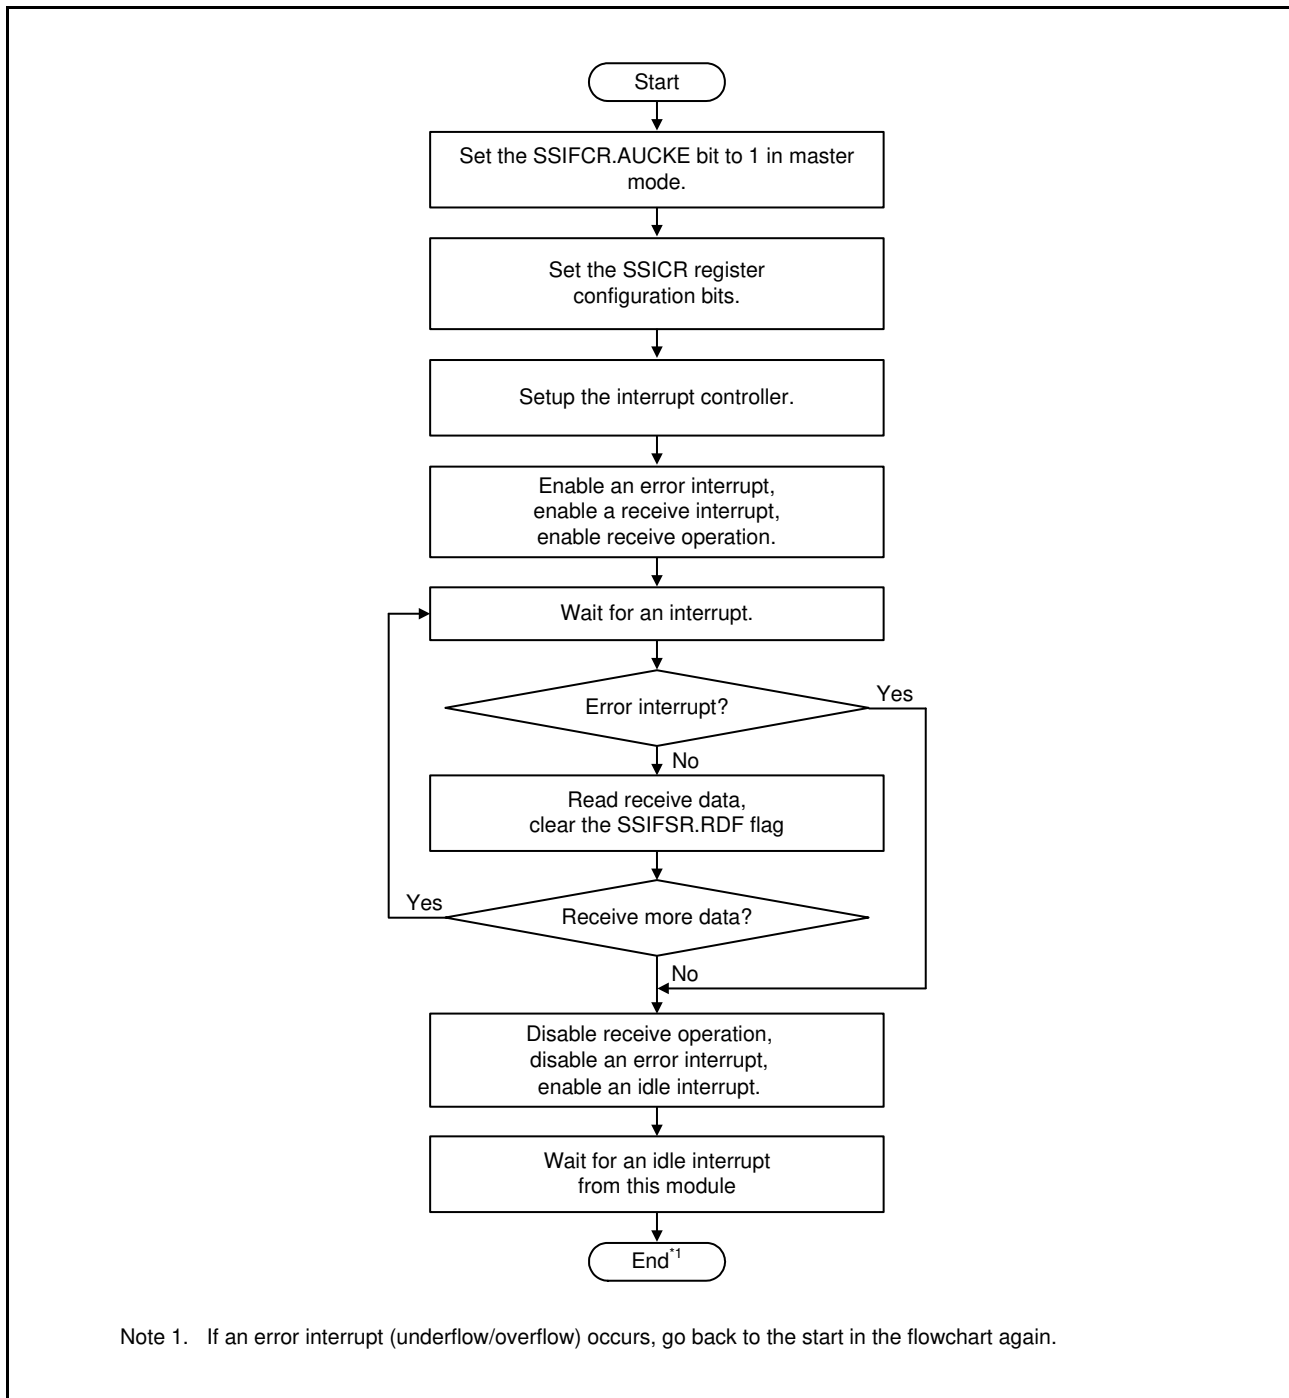 Start
Set the SSIFCR.AUCKE bit to 1 in master
mode.
Set the SSICR register
configuration bits.
Setup the interrupt controller.
Enable an error interrupt,
enable a receive interrupt,
enable receive operation.
Wait for an interrupt.
Error interrupt?
Yes
No
Read receive data,
clear the SSIFSR.RDF flag
Yes
Receive more data?
No
Disable receive operation,
disable an error interrupt,
enable an idle interrupt.
Wait for an idle interrupt
from this module
End*1
Note 1. If an error interrupt (underflow/overflow) occurs, go back to the start in the flowchart again.